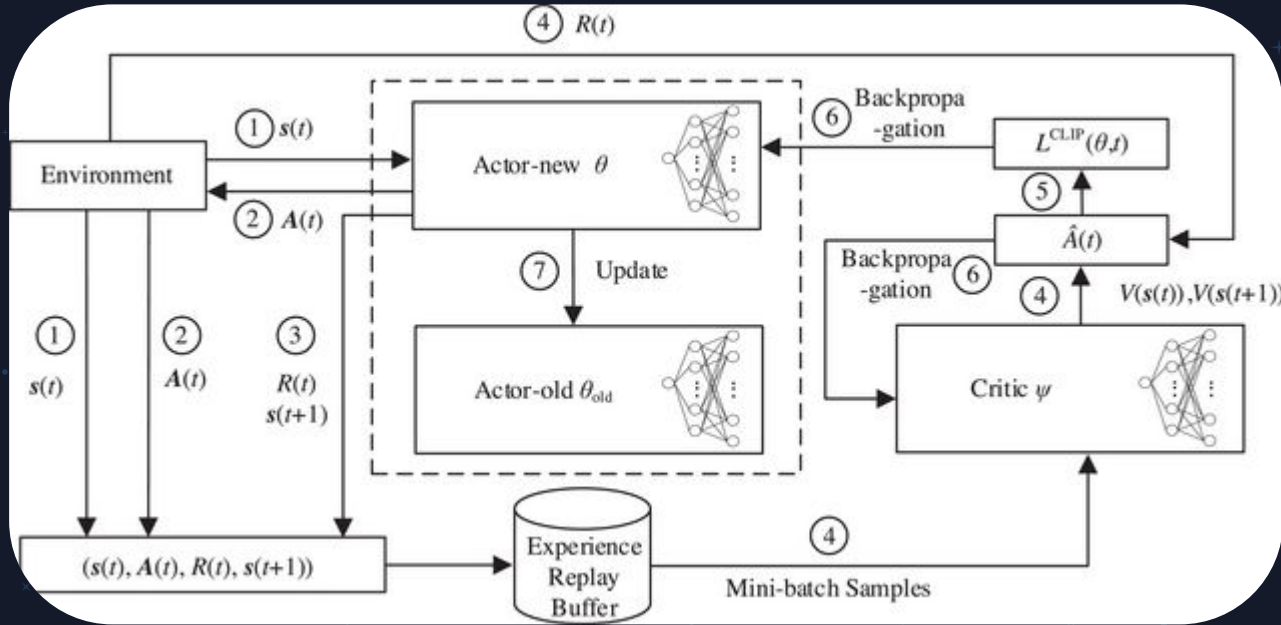 ④ R(t)
① s(t)
Environment
② A(t)
Actor-new θ
⑥ Backpropa
-gation
L^CLIP(θ,t)
⑤
Â(t)
⑦ Update
Backpropa
-gation ⑥
④ V(s(t)),V(s(t+1))
①
s(t)
②
A(t)
③
R(t)
s(t+1)
Actor-old θ_old
Critic ψ
(s(t), A(t), R(t), s(t+1))
Experience
Replay
Buffer
④
Mini-batch Samples